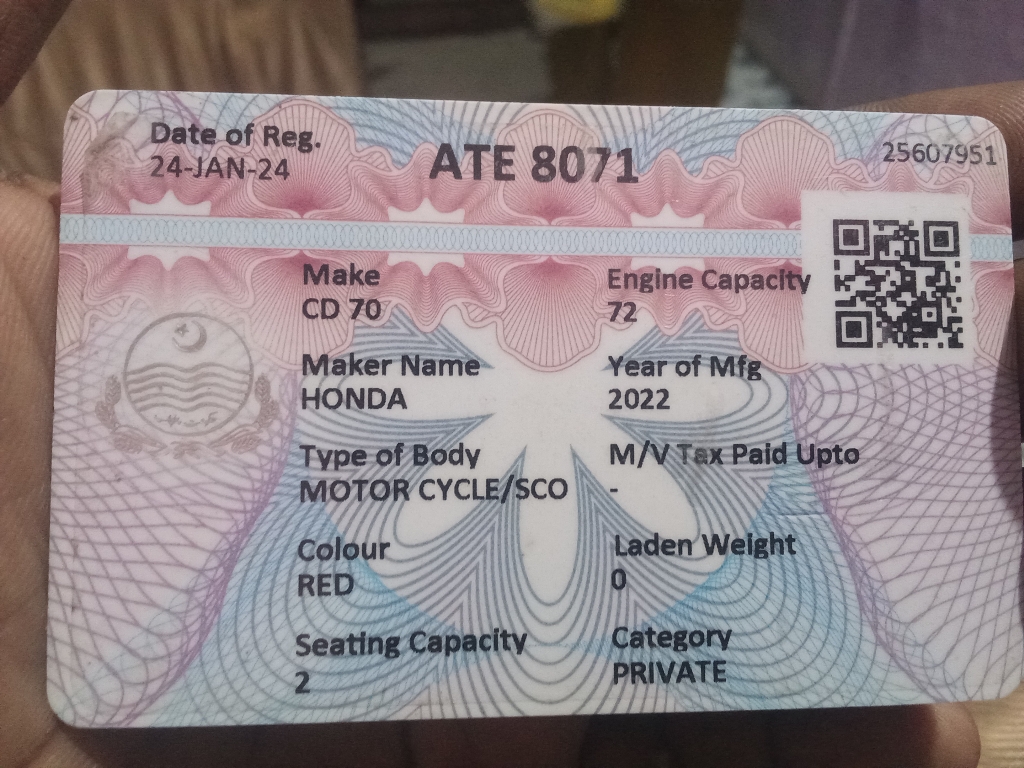 Date of Reg.
24-JAN-24
ATE 8071
25607951
Make
CD 70
Engine Capacity
72
Maker Name
HONDA
Year of Mfg
2022
Type of Body
MOTOR CYCLE/SCO
M/V Tax Paid Upto
-
Colour
RED
Laden Weight
0
Seating Capacity
2
Category
PRIVATE